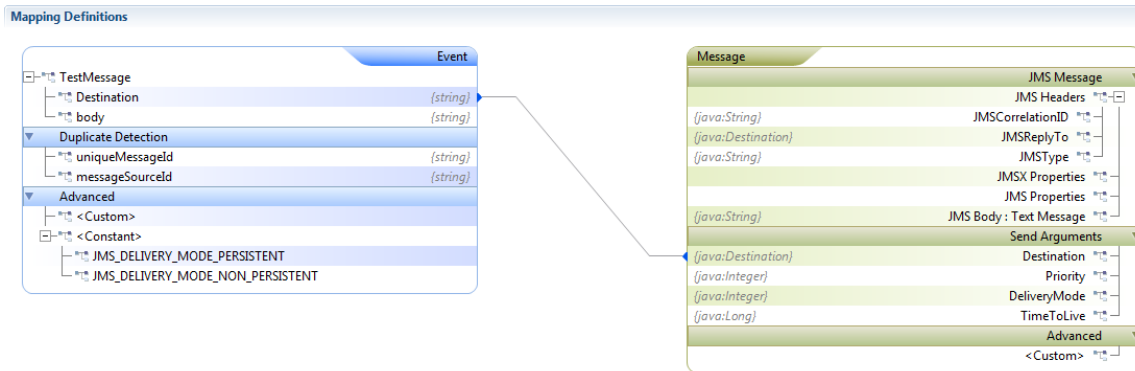 Mapping Definitions
Event
TestMessage
Destination {string}
body {string}
Duplicate Detection
uniqueMessageId {string}
messageSourceId {string}
Advanced
<Custom>
<Constant>
JMS_DELIVERY_MODE_PERSISTENT
JMS_DELIVERY_MODE_NON_PERSISTENT
Message
JMS Message
JMS Headers
{java:String} JMSCorrelationID
{java:Destination} JMSReplyTo
{java:String} JMSType
JMSX Properties
JMS Properties
{java:String} JMS Body : Text Message
Send Arguments
{java:Destination} Destination
{java:Integer} Priority
{java:Integer} DeliveryMode
{java:Long} TimeToLive
Advanced
<Custom>